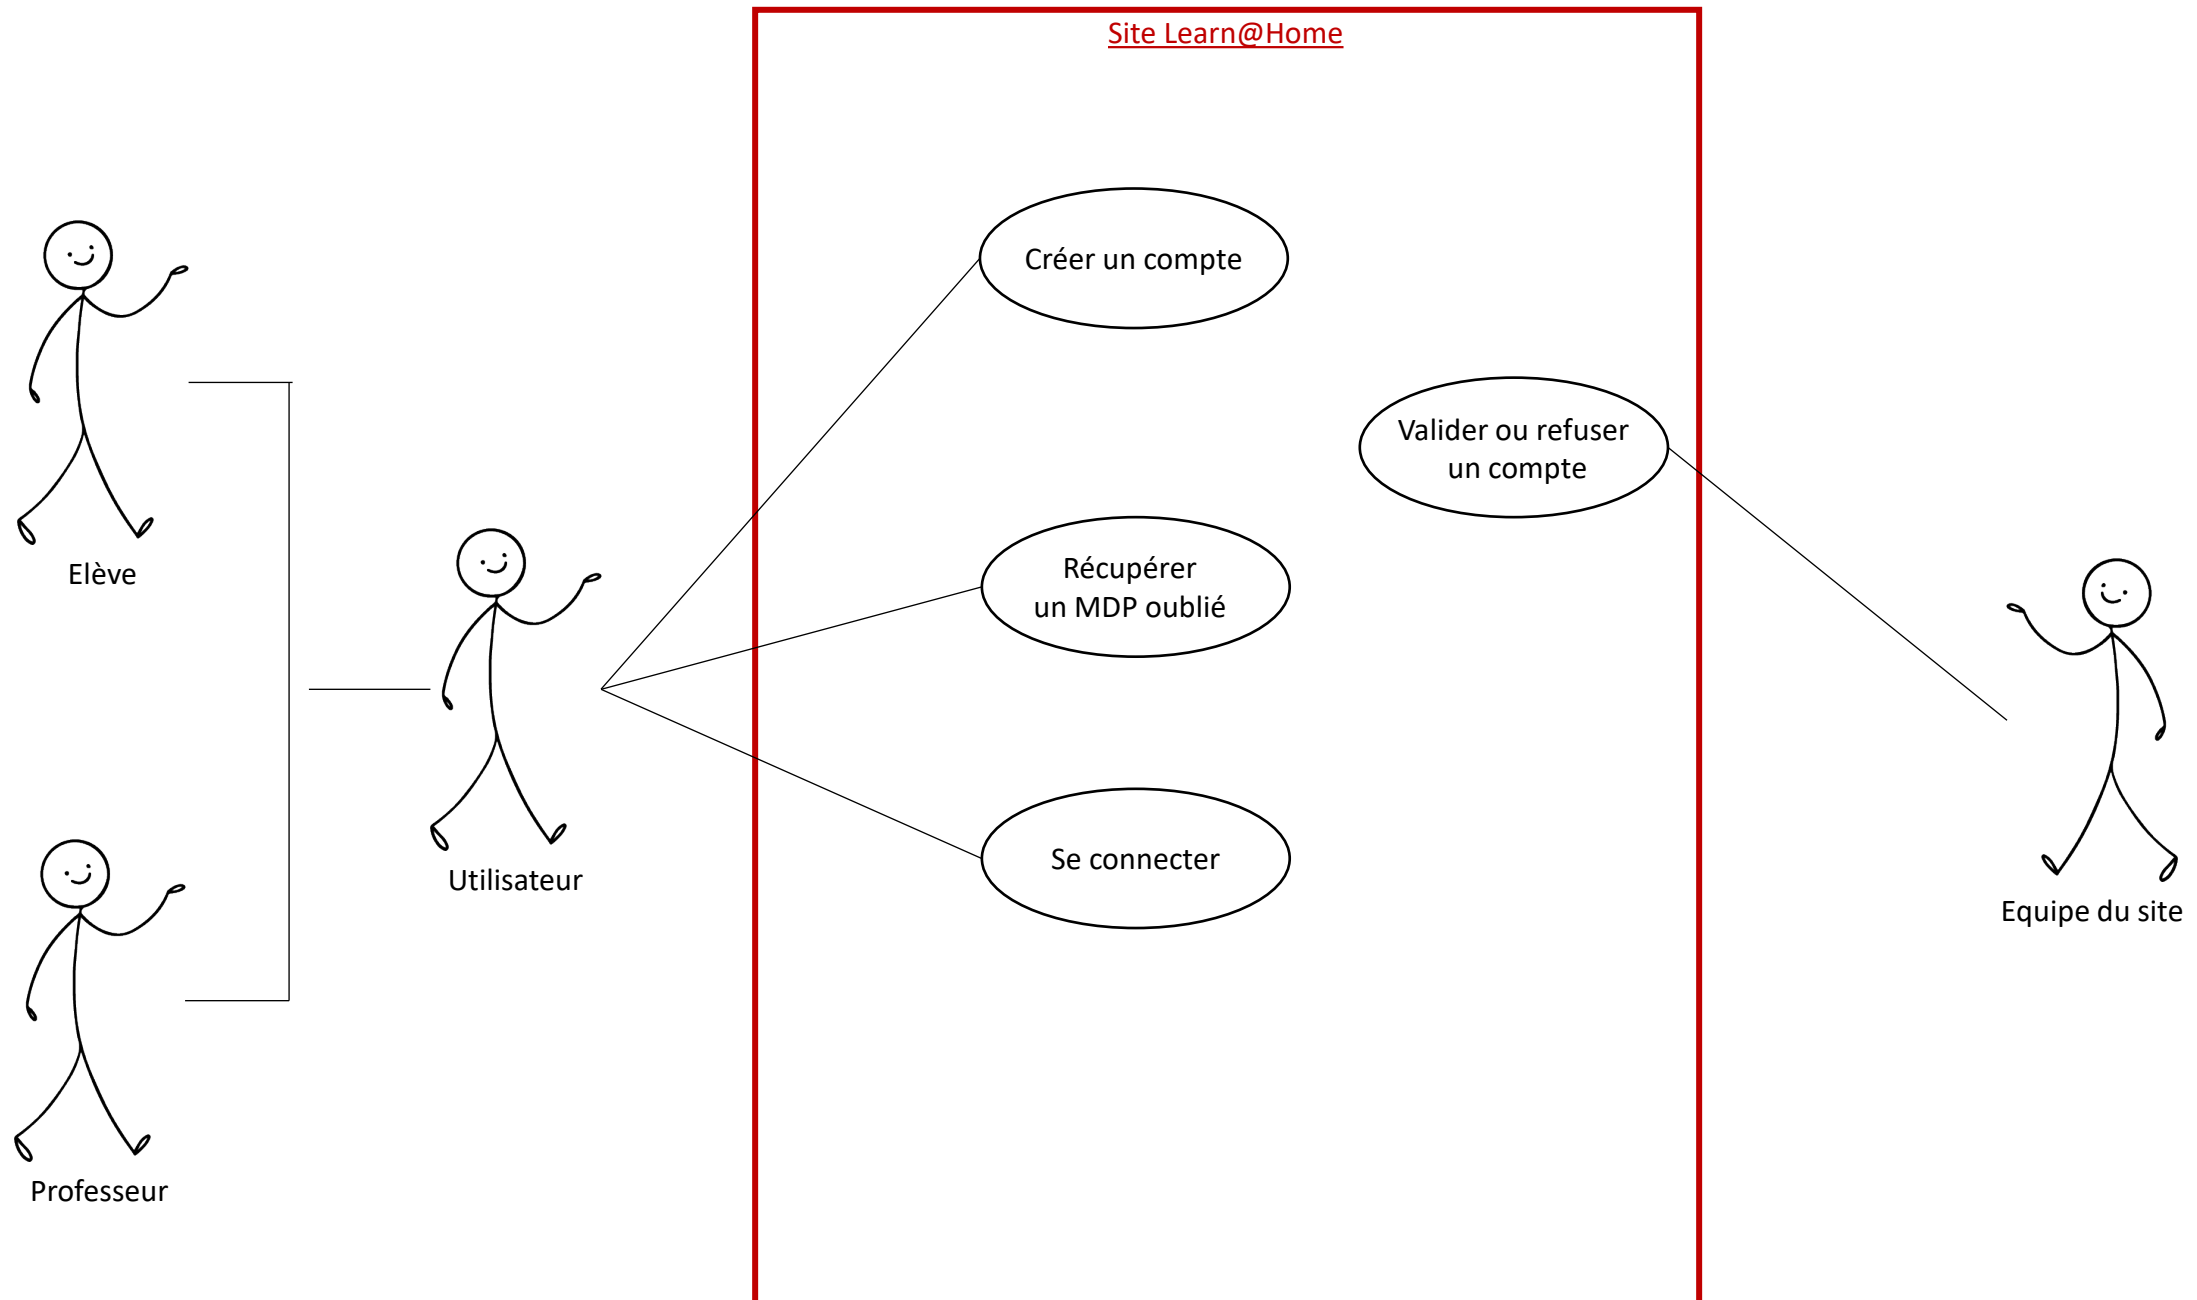 Site Learn@Home
Créer un compte
Valider ou refuser
un compte
Récupérer
un MDP oublié
Elève
Se connecter
Utilisateur
Equipe du site
Professeur